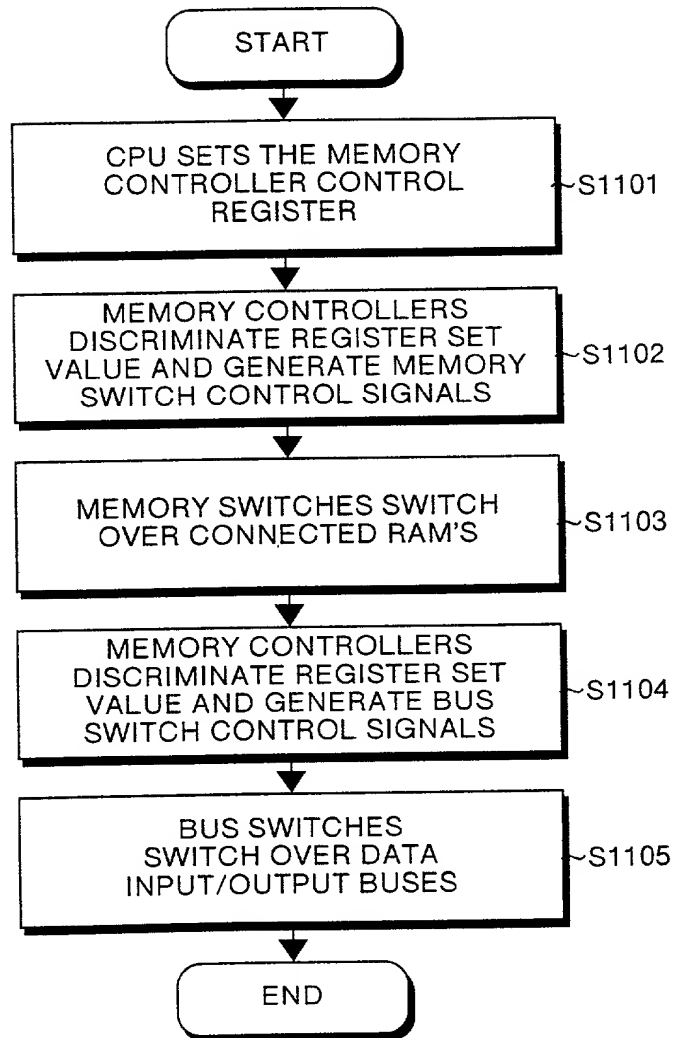 START
CPU SETS THE MEMORY
CONTROLLER CONTROL
REGISTER
S1101
MEMORY CONTROLLERS
DISCRIMINATE REGISTER SET
VALUE AND GENERATE MEMORY
SWITCH CONTROL SIGNALS
S1102
MEMORY SWITCHES SWITCH
OVER CONNECTED RAM'S
S1103
MEMORY CONTROLLERS
DISCRIMINATE REGISTER SET
VALUE AND GENERATE BUS
SWITCH CONTROL SIGNALS
S1104
BUS SWITCHES
SWITCH OVER DATA
INPUT/OUTPUT BUSES
S1105
END